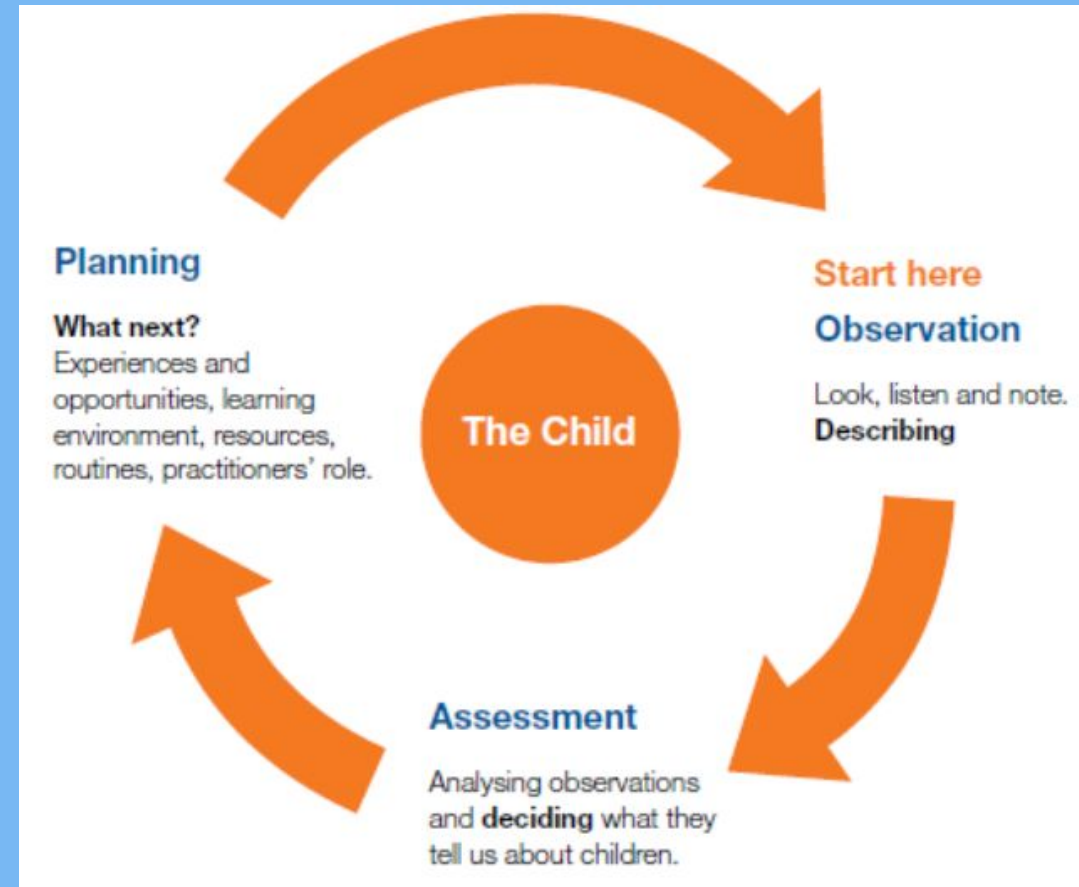 Planning
What next?
Experiences and
opportunities, learning
environment, resources,
routines, practitioners' role.
The Child
Start here
Observation
Look, listen and note.
Describing
Assessment
Analysing observations
and deciding what they
tell us about children.